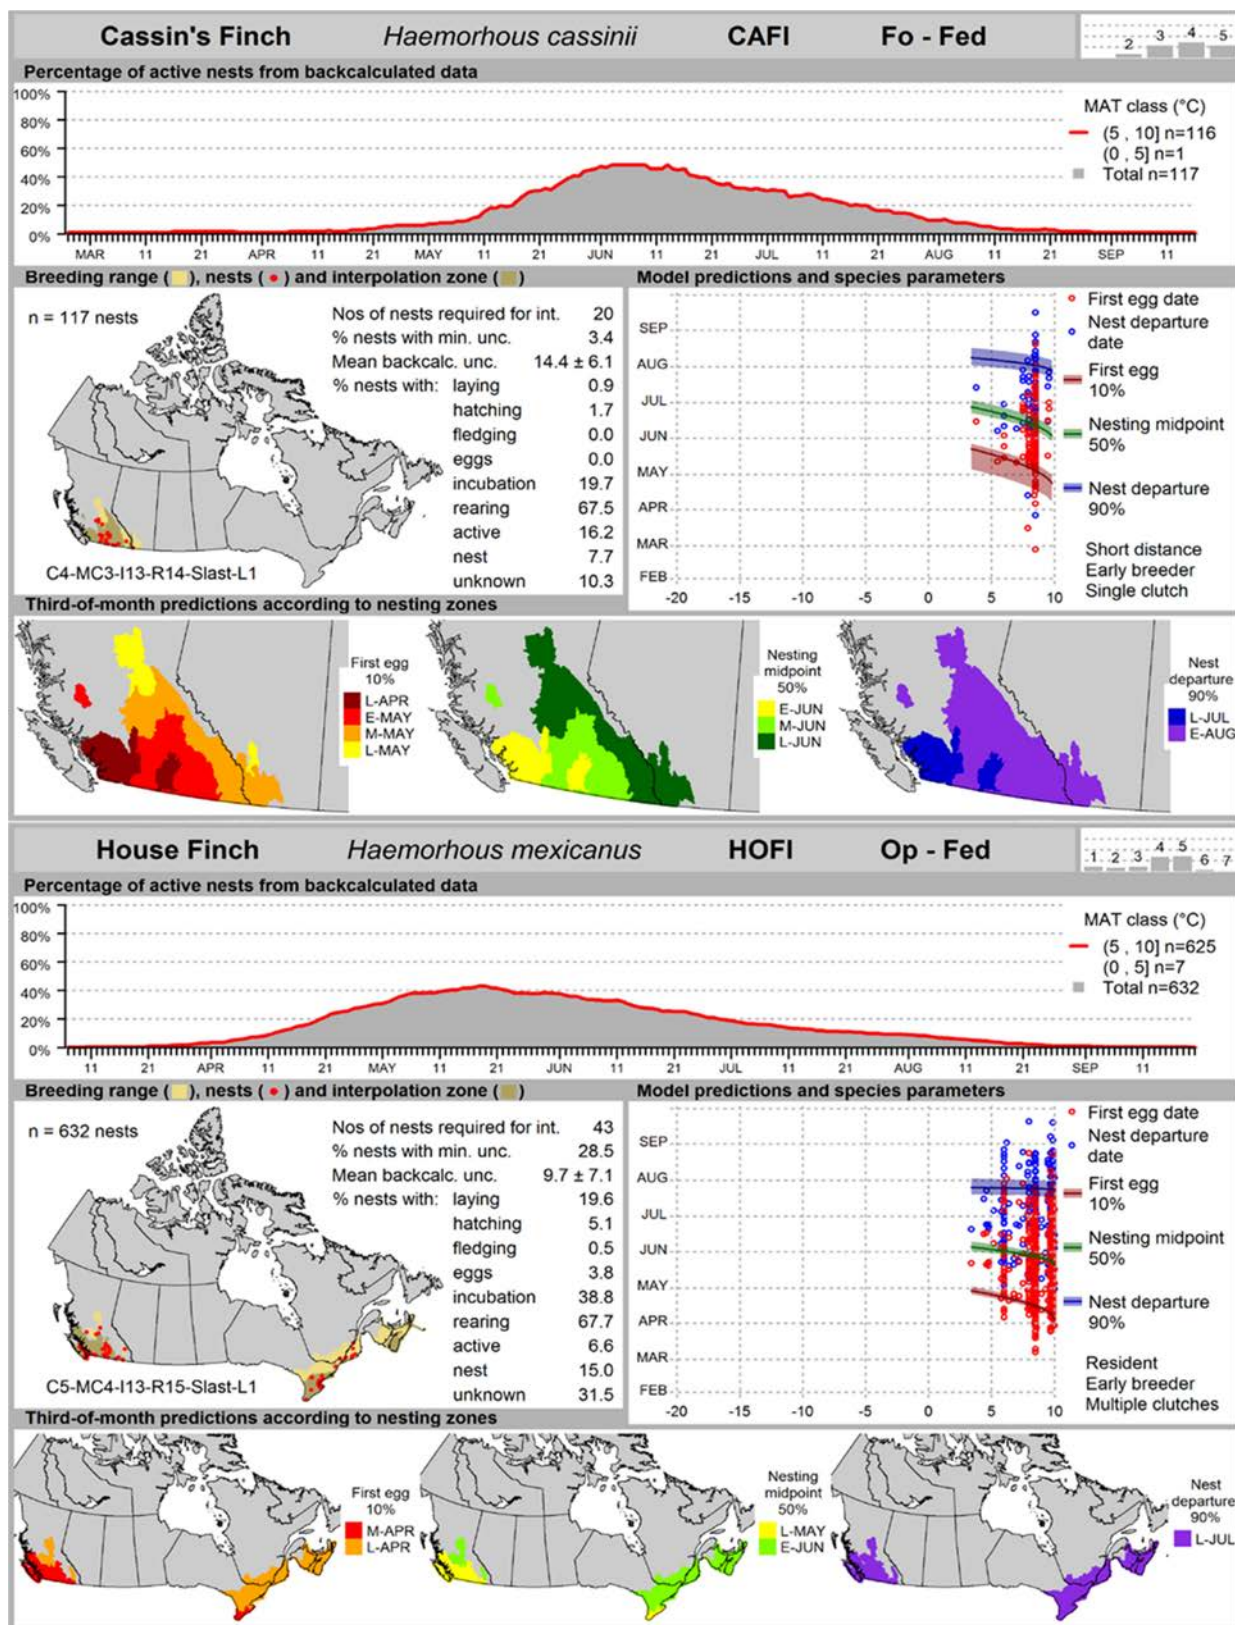 Cassin's Finch Haemorhous cassinii CAFI Fo - Fed
2 3 4 5
Percentage of active nests from backcalculated data
100%
80%
60%
40%
20%
0%
MAR 11 21 APR 11 21 MAY 11 21 JUN 11 21 JUL 11 21 AUG 11 21 SEP 11
MAT class (°C)
(5 , 10] n=116
(0 , 5] n=1
Total n=117
Breeding range ( ), nests ( ) and interpolation zone ( )
n = 117 nests
Nos of nests required for int. 20
% nests with min. unc. 3.4
Mean backcalc. unc. 14.4 ± 6.1
% nests with: laying 0.9
hatching 1.7
fledging 0.0
eggs 0.0
incubation 19.7
rearing 67.5
active 16.2
nest 7.7
unknown 10.3
C4-MC3-I13-R14-Slast-L1
Model predictions and species parameters
SEP
AUG
JUL
JUN
MAY
APR
MAR
FEB
-20 -15 -10 -5 0 5 10
First egg date
Nest departure
date
First egg
10%
Nesting midpoint
50%
Nest departure
90%
Short distance
Early breeder
Single clutch
Third-of-month predictions according to nesting zones
First egg
10%
L-APR
E-MAY
M-MAY
L-MAY
Nesting
midpoint
50%
E-JUN
M-JUN
L-JUN
Nest
departure
90%
L-JUL
E-AUG
House Finch Haemorhous mexicanus HOFI Op - Fed
1 2 3 4 5 6 7
Percentage of active nests from backcalculated data
100%
80%
60%
40%
20%
0%
11 21 APR 11 21 MAY 11 21 JUN 11 21 JUL 11 21 AUG 11 21 SEP 11
MAT class (°C)
(5 , 10] n=625
(0 , 5] n=7
Total n=632
Breeding range ( ), nests ( ) and interpolation zone ( )
n = 632 nests
Nos of nests required for int. 43
% nests with min. unc. 28.5
Mean backcalc. unc. 9.7 ± 7.1
% nests with: laying 19.6
hatching 5.1
fledging 0.5
eggs 3.8
incubation 38.8
rearing 67.7
active 6.6
nest 15.0
unknown 31.5
C5-MC4-I13-R15-Slast-L1
Model predictions and species parameters
SEP
AUG
JUL
JUN
MAY
APR
MAR
FEB
-20 -15 -10 -5 0 5 10
First egg date
Nest departure
date
First egg
10%
Nesting midpoint
50%
Nest departure
90%
Resident
Early breeder
Multiple clutches
Third-of-month predictions according to nesting zones
First egg
10%
M-APR
L-APR
Nesting
midpoint
50%
L-MAY
E-JUN
Nest
departure
90%
L-JUL